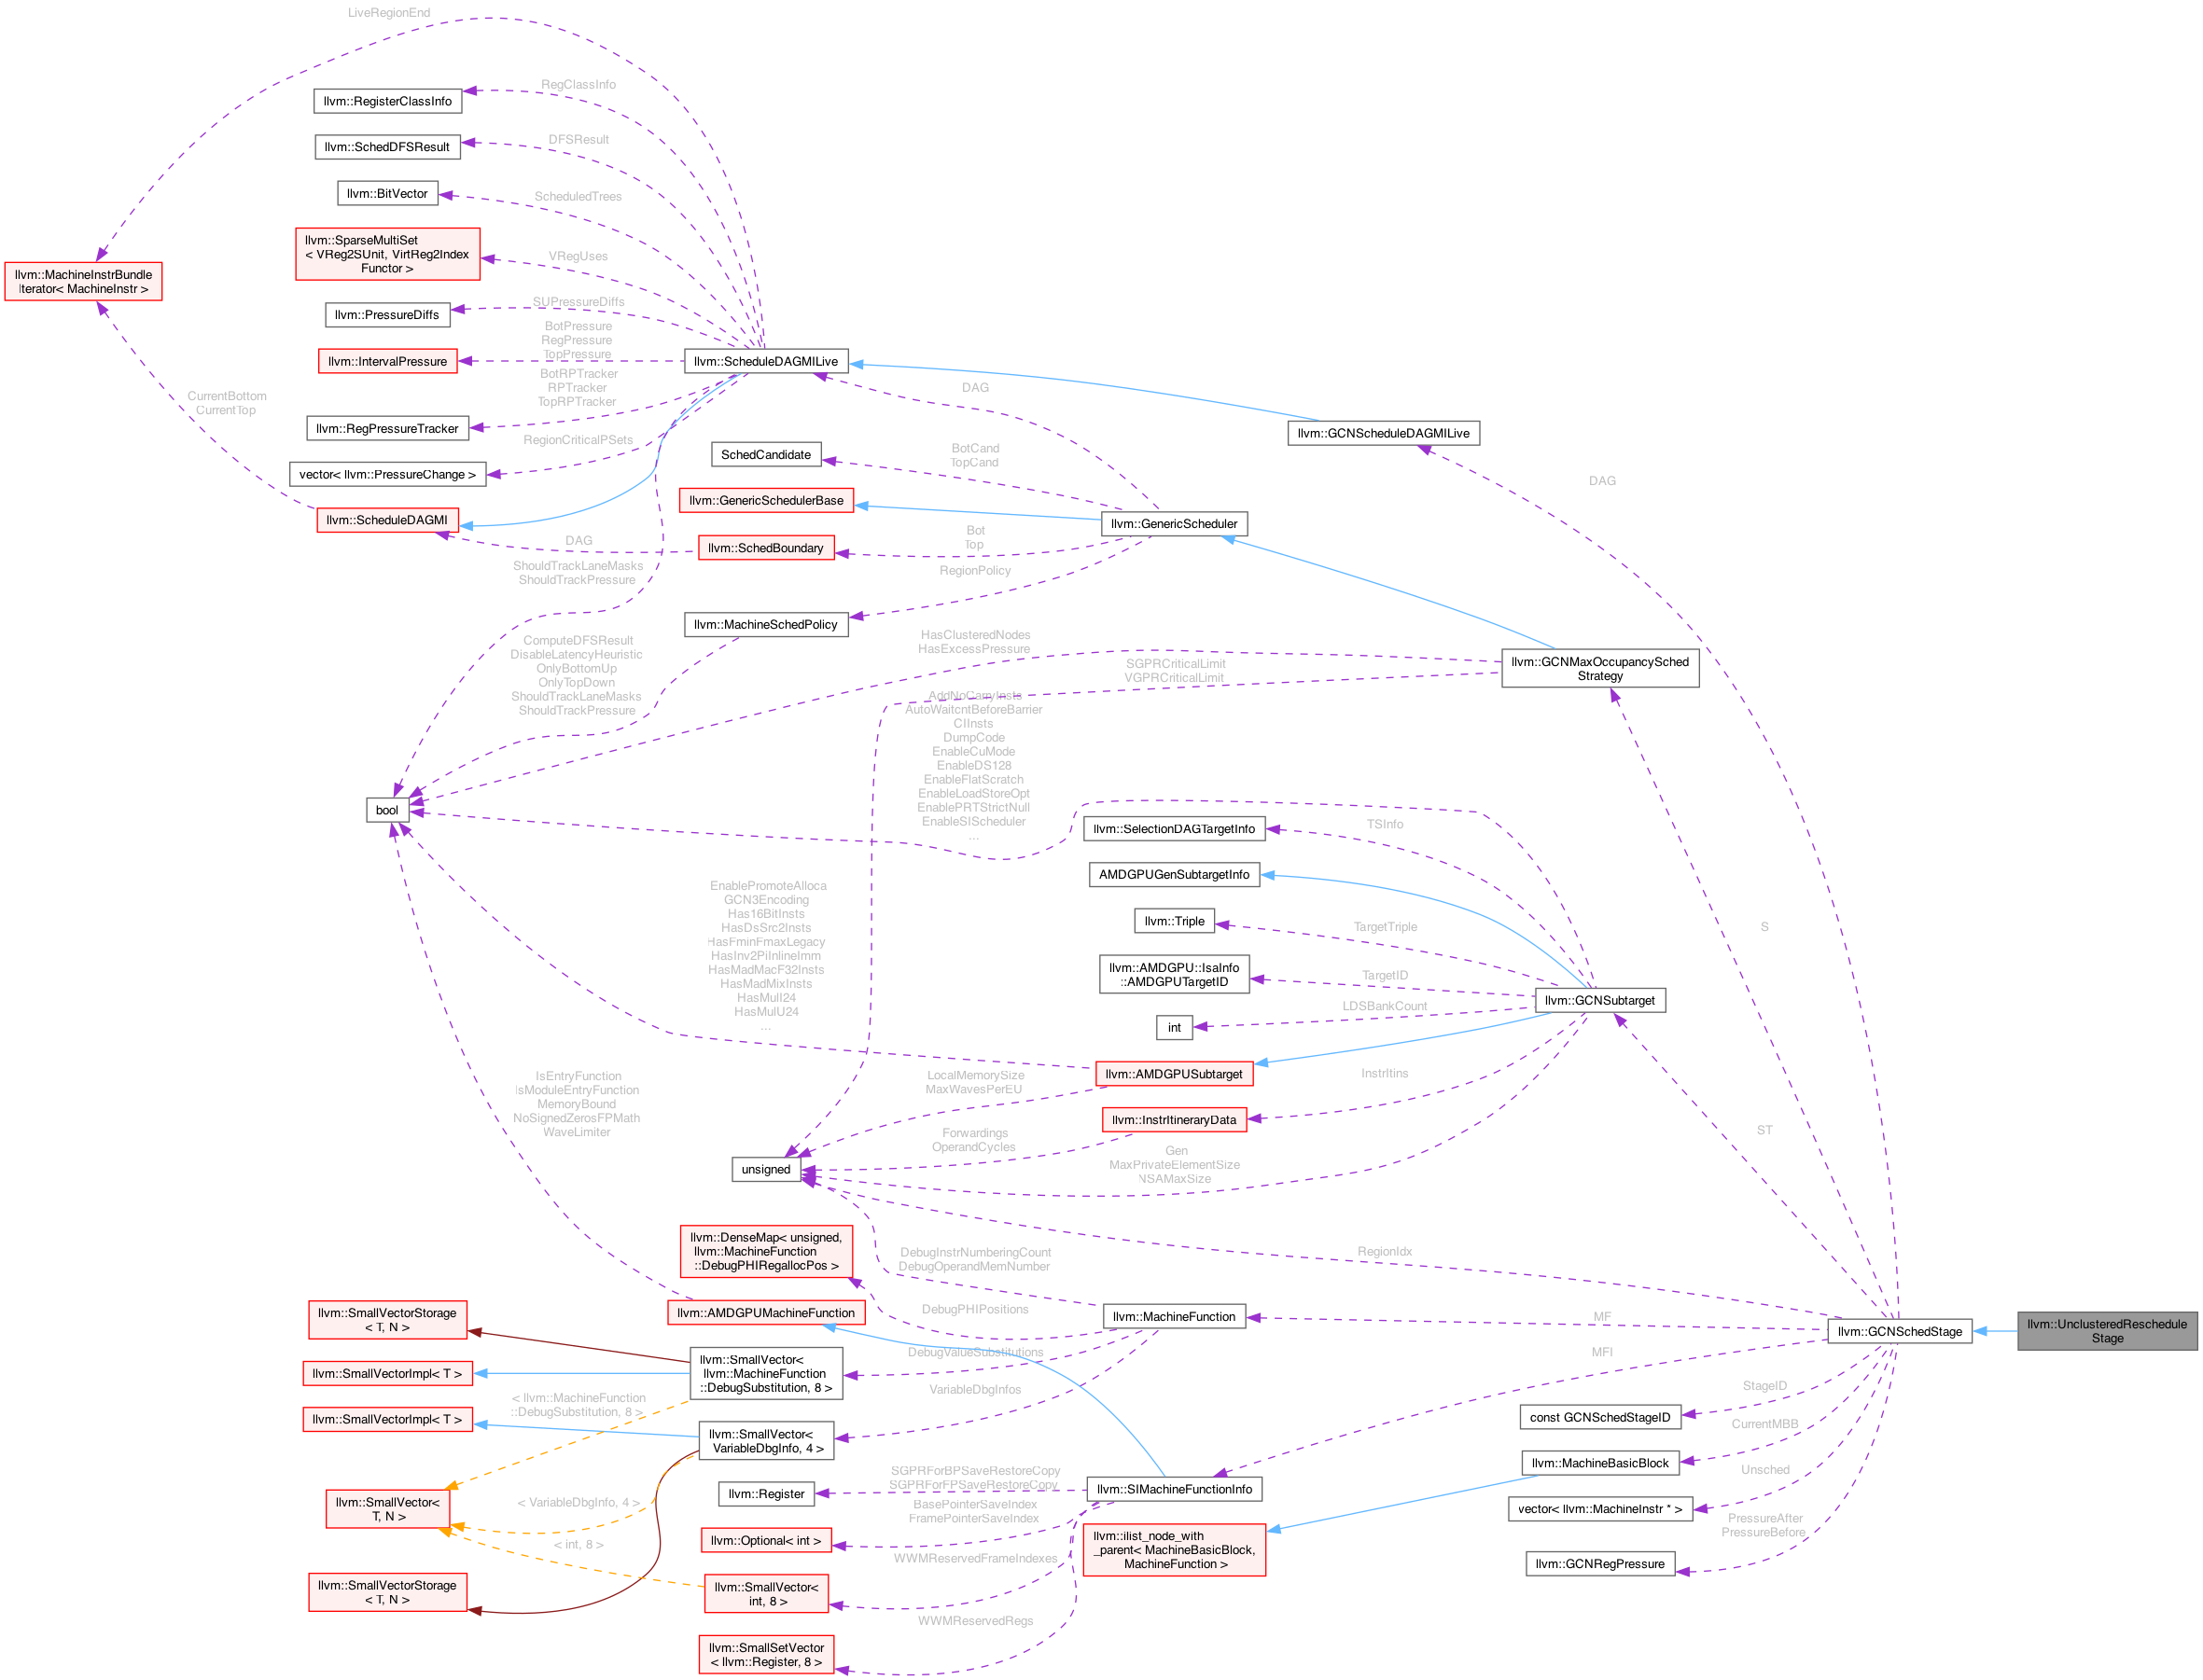 LiveRegionEnd
RegClassInfo
llvm::RegisterClassInfo
DFSResult
llvm::SchedDFSResult
llvm::BitVector
ScheduledTrees
llvm::SparseMultiSet
< VReg2SUnit, VirtReg2Index
Functor >
VRegUses
llvm::MachineInstrBundle
Iterator< MachineInstr >
SUPressureDiffs
llvm::PressureDiffs
BotPressure
RegPressure
TopPressure
llvm::IntervalPressure
llvm::ScheduleDAGMILive
BotRPTracker
RPTracker
TopRPTracker
DAG
CurrentBottom
CurrentTop
llvm::RegPressureTracker
RegionCriticalPSets
llvm::GCNScheduleDAGMILive
SchedCandidate
BotCand
TopCand
vector< llvm::PressureChange >
DAG
llvm::GenericSchedulerBase
llvm::ScheduleDAGMI
llvm::GenericScheduler
DAG
llvm::SchedBoundary
Bot
Top
ShouldTrackLaneMasks
ShouldTrackPressure
RegionPolicy
llvm::MachineSchedPolicy
ComputeDFSResult
DisableLatencyHeuristic
OnlyBottomUp
OnlyTopDown
ShouldTrackLaneMasks
ShouldTrackPressure
HasClusteredNodes
HasExcessPressure
SGPRCriticalLimit
VGPRCriticalLimit
llvm::GCNMaxOccupancySched
Strategy
AddNoCarryInsts
AutoWaitcntBeforeBarrier
CIInsts
DumpCode
EnableCuMode
EnableDS128
EnableFlatScratch
EnableLoadStoreOpt
EnablePRTStrictNull
EnableSIScheduler
...
bool
llvm::SelectionDAGTargetInfo
TSInfo
AMDGPUGenSubtargetInfo
EnablePromoteAlloca
GCN3Encoding
Has16BitInsts
HasDsSrc2Insts
HasFminFmaxLegacy
HasInv2PiInlineImm
HasMadMacF32Insts
HasMadMixInsts
HasMulI24
HasMulU24
...
llvm::Triple
TargetTriple
S
llvm::AMDGPU::IsaInfo
::AMDGPUTargetID
TargetID
llvm::GCNSubtarget
LDSBankCount
int
llvm::AMDGPUSubtarget
InstrItins
IsEntryFunction
IsModuleEntryFunction
MemoryBound
NoSignedZerosFPMath
WaveLimiter
LocalMemorySize
MaxWavesPerEU
llvm::InstrItineraryData
ST
Forwardings
OperandCycles
unsigned
Gen
MaxPrivateElementSize
NSAMaxSize
llvm::DenseMap< unsigned,
llvm::MachineFunction
::DebugPHIRegallocPos >
DebugInstrNumberingCount
DebugOperandMemNumber
RegionIdx
llvm::SmallVectorStorage
< T, N >
llvm::AMDGPUMachineFunction
DebugPHIPositions
llvm::MachineFunction
MF
llvm::GCNSchedStage
llvm::UnclusteredReschedule
Stage
DebugValueSubstitutions
MFI
llvm::SmallVectorImpl< T >
llvm::SmallVector<
llvm::MachineFunction
::DebugSubstitution, 8 >
VariableDbgInfos
StageID
< llvm::MachineFunction
::DebugSubstitution, 8 >
llvm::SmallVectorImpl< T >
llvm::SmallVector<
VariableDbgInfo, 4 >
const GCNSchedStageID
CurrentMBB
llvm::MachineBasicBlock
SGPRForBPSaveRestoreCopy
SGPRForFPSaveRestoreCopy
Unsched
llvm::Register
llvm::SIMachineFunctionInfo
llvm::SmallVector<
T, N >
< VariableDbgInfo, 4 >
BasePointerSaveIndex
FramePointerSaveIndex
vector< llvm::MachineInstr * >
PressureAfter
PressureBefore
llvm::Optional< int >
llvm::ilist_node_with
_parent< MachineBasicBlock,
MachineFunction >
< int, 8 >
WWMReservedFrameIndexes
llvm::GCNRegPressure
llvm::SmallVectorStorage
< T, N >
llvm::SmallVector<
int, 8 >
WWMReservedRegs
llvm::SmallSetVector
< llvm::Register, 8 >